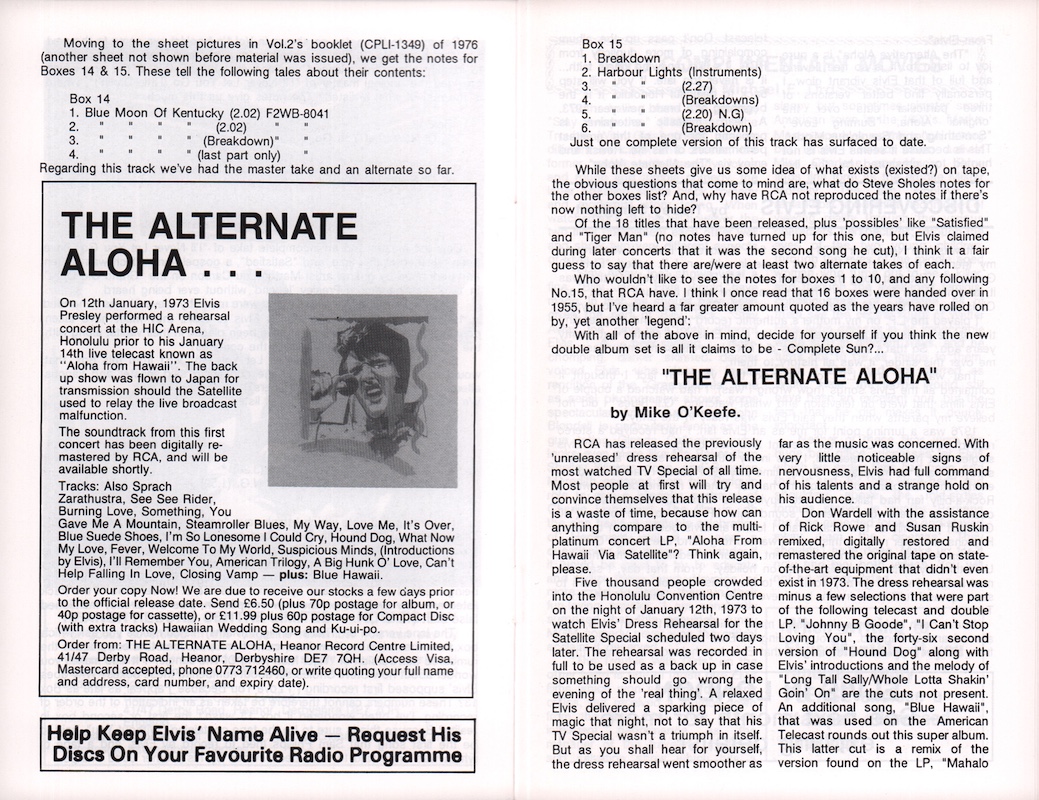 Moving to the sheet pictures in Vol.2's booklet (CPLI-1349) of 1976
(another sheet not shown before material was issued), we get the notes for
Boxes 14 & 15. These tell the following tales about their contents:
Box 14
1. Blue Moon Of Kentucky (2.02) F2WB-8041
2. " " " " (2.02) " "
3. " " " " (Breakdown)" "
4. " " " " (last part only) "
Regarding this track we've had the master take and an alternate so far.
THE ALTERNATE
ALOHA . . .
On 12th January, 1973 Elvis
Presley performed a rehearsal
concert at the HIC Arena,
Honolulu prior to his January
14th live telecast known as
"Aloha from Hawaii". The back
up show was flown to Japan for
transmission should the Satellite
used to relay the live broadcast
malfunction.
The soundtrack from this first
concert has been digitally re-
mastered by RCA, and will be
available shortly.
Tracks: Also Sprach
Zarathustra, See See Rider,
Burning Love, Something, You
Gave Me A Mountain, Steamroller Blues, My Way, Love Me, It's Over,
Blue Suede Shoes, I'm So Lonesome I Could Cry, Hound Dog, What Now
My Love, Fever, Welcome To My World, Suspicious Minds, (Introductions
by Elvis), I'll Remember You, American Trilogy, A Big Hunk O' Love, Can't
Help Falling In Love, Closing Vamp — plus: Blue Hawaii.
Order your copy Now! We are due to receive our stocks a few days prior
to the official release date. Send £6.50 (plus 70p postage for album, or
40p postage for cassette), or £11.99 plus 60p postage for Compact Disc
(with extra tracks) Hawaiian Wedding Song and Ku-ui-po.
Order from: THE ALTERNATE ALOHA, Heanor Record Centre Limited,
41/47 Derby Road, Heanor, Derbyshire DE7 7QH. (Access Visa,
Mastercard accepted, phone 0773 712460, or write quoting your full name
and address, card number, and expiry date).
Help Keep Elvis' Name Alive — Request His
Discs On Your Favourite Radio Programme
Box 15
1. Breakdown
2. Harbour Lights (Instruments)
3. " " (2.27)
4. " " (Breakdowns)
5. " " (2.20) N.G)
6. " " (Breakdown)
Just one complete version of this track has surfaced to date.
While these sheets give us some idea of what exists (existed?) on tape,
the obvious questions that come to mind are, what do Steve Sholes notes for
the other boxes list? And, why have RCA not reproduced the notes if there's
now nothing left to hide?
Of the 18 titles that have been released, plus 'possibles' like "Satisfied"
and "Tiger Man" (no notes have turned up for this one, but Elvis claimed
during later concerts that it was the second song he cut), I think it a fair
guess to say that there are/were at least two alternate takes of each.
Who wouldn't like to see the notes for boxes 1 to 10, and any following
No.15, that RCA have. I think I once read that 16 boxes were handed over in
1955, but I've heard a far greater amount quoted as the years have rolled on
by, yet another 'legend':
With all of the above in mind, decide for yourself if you think the new
double album set is all it claims to be - Complete Sun?...
"THE ALTERNATE ALOHA"
by Mike O'Keefe.
RCA has released the previously
'unreleased' dress rehearsal of the
most watched TV Special of all time.
Most people at first will try and
convince themselves that this release
is a waste of time, because how can
anything compare to the multi-
platinum concert LP, "Aloha From
Hawaii Via Satellite"? Think again,
please.
Five thousand people crowded
into the Honolulu Convention Centre
on the night of January 12th, 1973 to
watch Elvis' Dress Rehearsal for the
Satellite Special scheduled two days
later. The rehearsal was recorded in
full to be used as a back up in case
something should go wrong the
evening of the 'real thing'. A relaxed
Elvis delivered a sparking piece of
magic that night, not to say that his
TV Special wasn't a triumph in itself.
But as you shall hear for yourself,
the dress rehearsal went smoother as
far as the music was concerned. With
very little noticeable signs of
nervousness, Elvis had full command
of his talents and a strange hold on
his audience.
Don Wardell with the assistance
of Rick Rowe and Susan Ruskin
remixed, digitally restored and
remastered the original tape on state-
of-the-art equipment that didn't even
exist in 1973. The dress rehearsal was
minus a few selections that were part
of the following telecast and double
LP. "Johnny B Goode", "I Can't Stop
Loving You", the forty-six second
version of "Hound Dog" along with
Elvis' introductions and the melody of
"Long Tall Sally/Whole Lotta Shakin'
Goin' On" are the cuts not present.
An additional song, "Blue Hawaii",
that was used on the American
Telecast rounds out this super album.
This latter cut is a remix of the
version found on the LP, "Mahalo